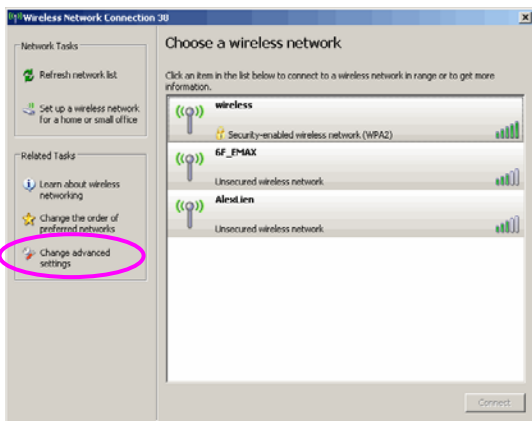 Wireless Network Connection 30
Network Tasks
Refresh network list
Set up a wireless network
for a home or small office
Related Tasks
Learn about wireless
networking
Change the order of
preferred networks
Change advanced
settings
Choose a wireless network
Click an item in the list below to connect to a wireless network in range or to get more
information.
wireless
Security-enabled wireless network (WPA2)
6F_EMAX
Unsecured wireless network
AlexLien
Unsecured wireless network
Connect